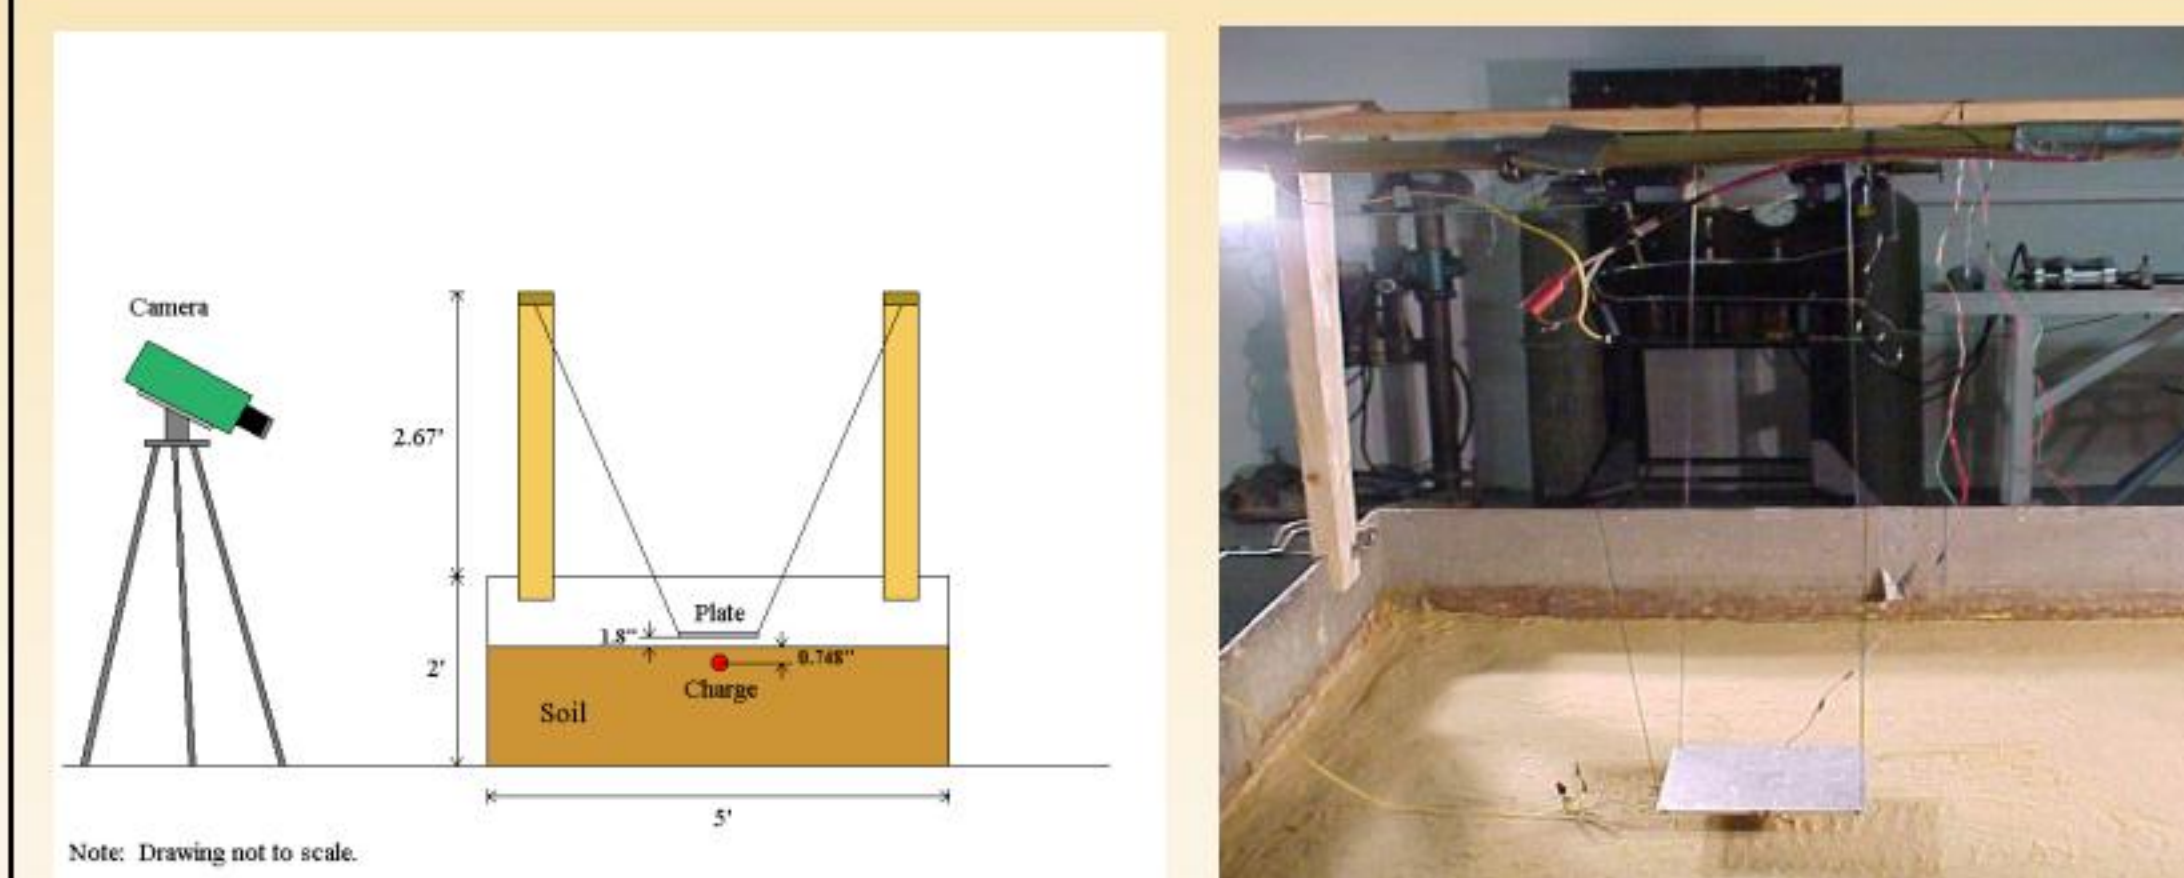 Camera
2.67'
Plate
1.8"
0.748"
Charge
2'
Soil
5'
Note: Drawing not to scale.